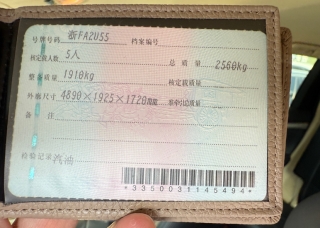 号牌号码 浙FA2U55 档案编号
核定载人数 5人 总质量 2560kg
整备质量 1910kg 核定载质量
外廓尺寸 4890×1925×1720mm 准牵引总质量
备注
检验记录 汽油
*3350031145494*